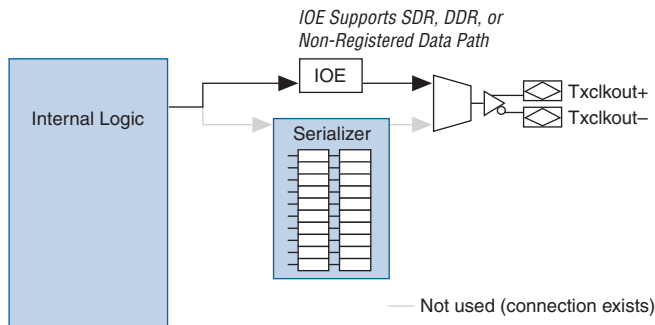 IOE Supports SDR, DDR, or
Non-Registered Data Path
IOE
Internal Logic
Txclkout+
Txclkout–
Serializer
Not used (connection exists)